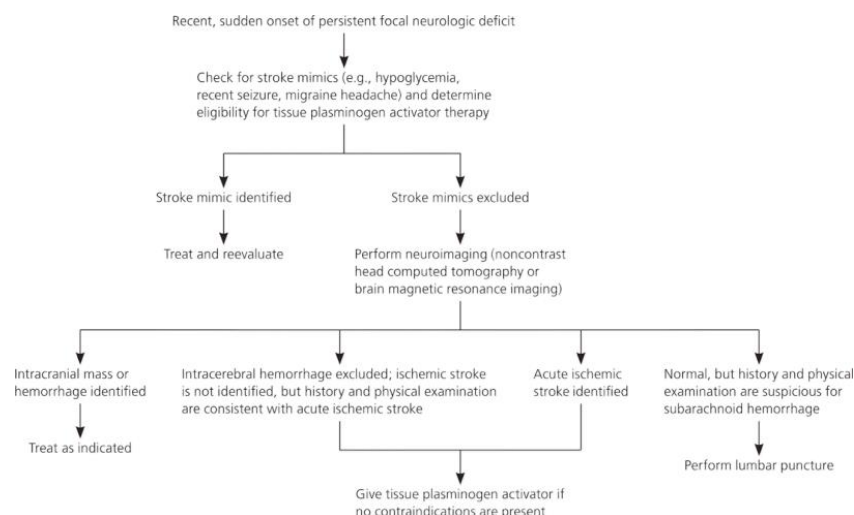 Recent, sudden onset of persistent focal neurologic deficit
Check for stroke mimics (e.g., hypoglycemia,
recent seizure, migraine headache) and determine
eligibility for tissue plasminogen activator therapy
Stroke mimic identified
Stroke mimics excluded
Treat and reevaluate
Perform neuroimaging (noncontrast
head computed tomography or
brain magnetic resonance imaging)
Intracranial mass or
hemorrhage identified
Intracerebral hemorrhage excluded; ischemic stroke
is not identified, but history and physical examination
are consistent with acute ischemic stroke
Acute ischemic
stroke identified
Normal, but history and physical
examination are suspicious for
subarachnoid hemorrhage
Treat as indicated
Perform lumbar puncture
Give tissue plasminogen activator if
no contraindications are present